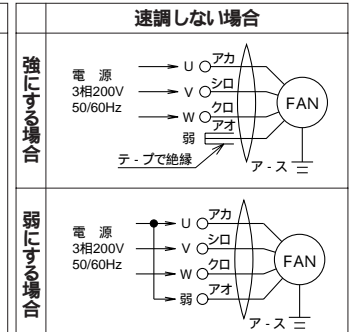 速調しない場合
強にする場合
電 源
3相200V
50/60Hz
U アカ
V シロ
W クロ
弱 アオ
テ - プで絶縁
FAN
ア - ス
弱にする場合
電 源
3相200V
50/60Hz
U アカ
V シロ
W クロ
弱 アオ
FAN
ア - ス